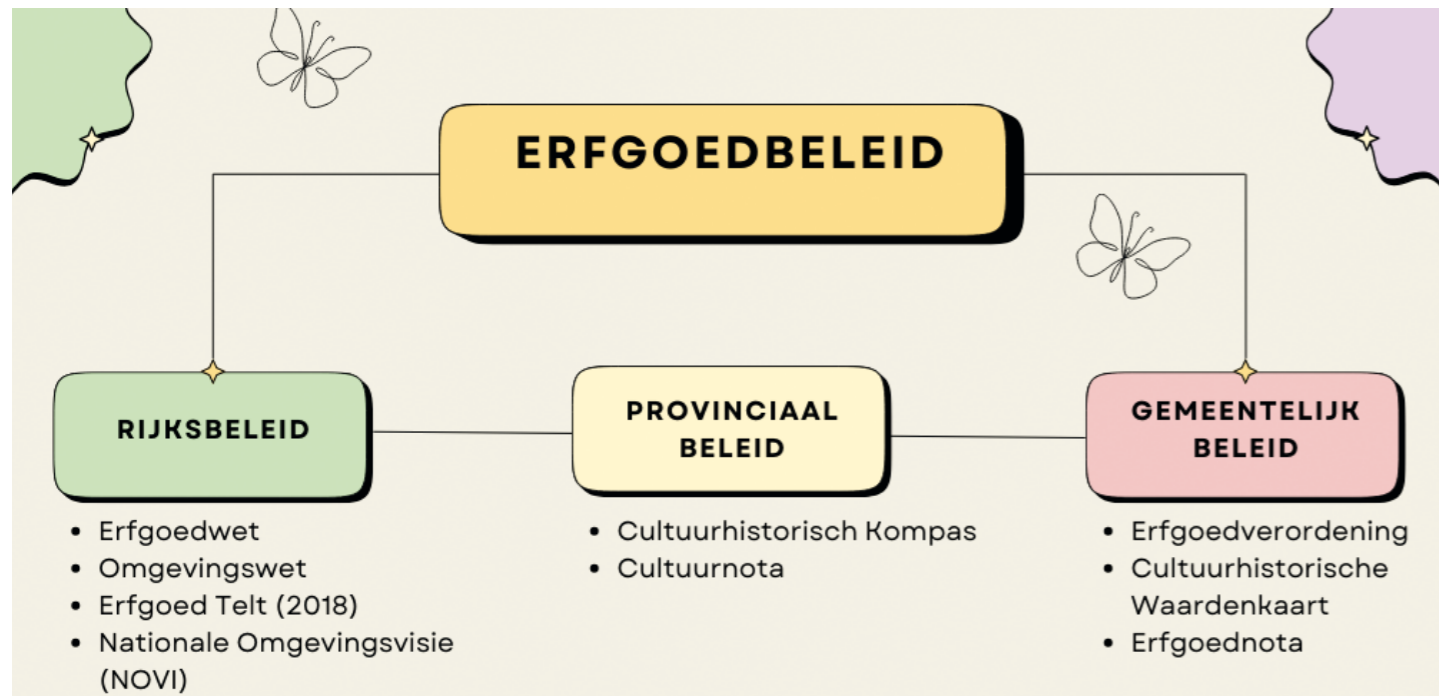 ERFGOEDBELEID
RIJKSBELEID
• Erfgoedwet
• Omgevingswet
• Erfgoed Telt (2018)
• Nationale Omgevingsvisie
(NOVI)
PROVINCIAAL
BELEID
• Cultuurhistorisch Kompas
• Cultuurnota
GEMEENTELIJK
BELEID
• Erfgoedverordening
• Cultuurhistorische
Waardenkaart
• Erfgoednota